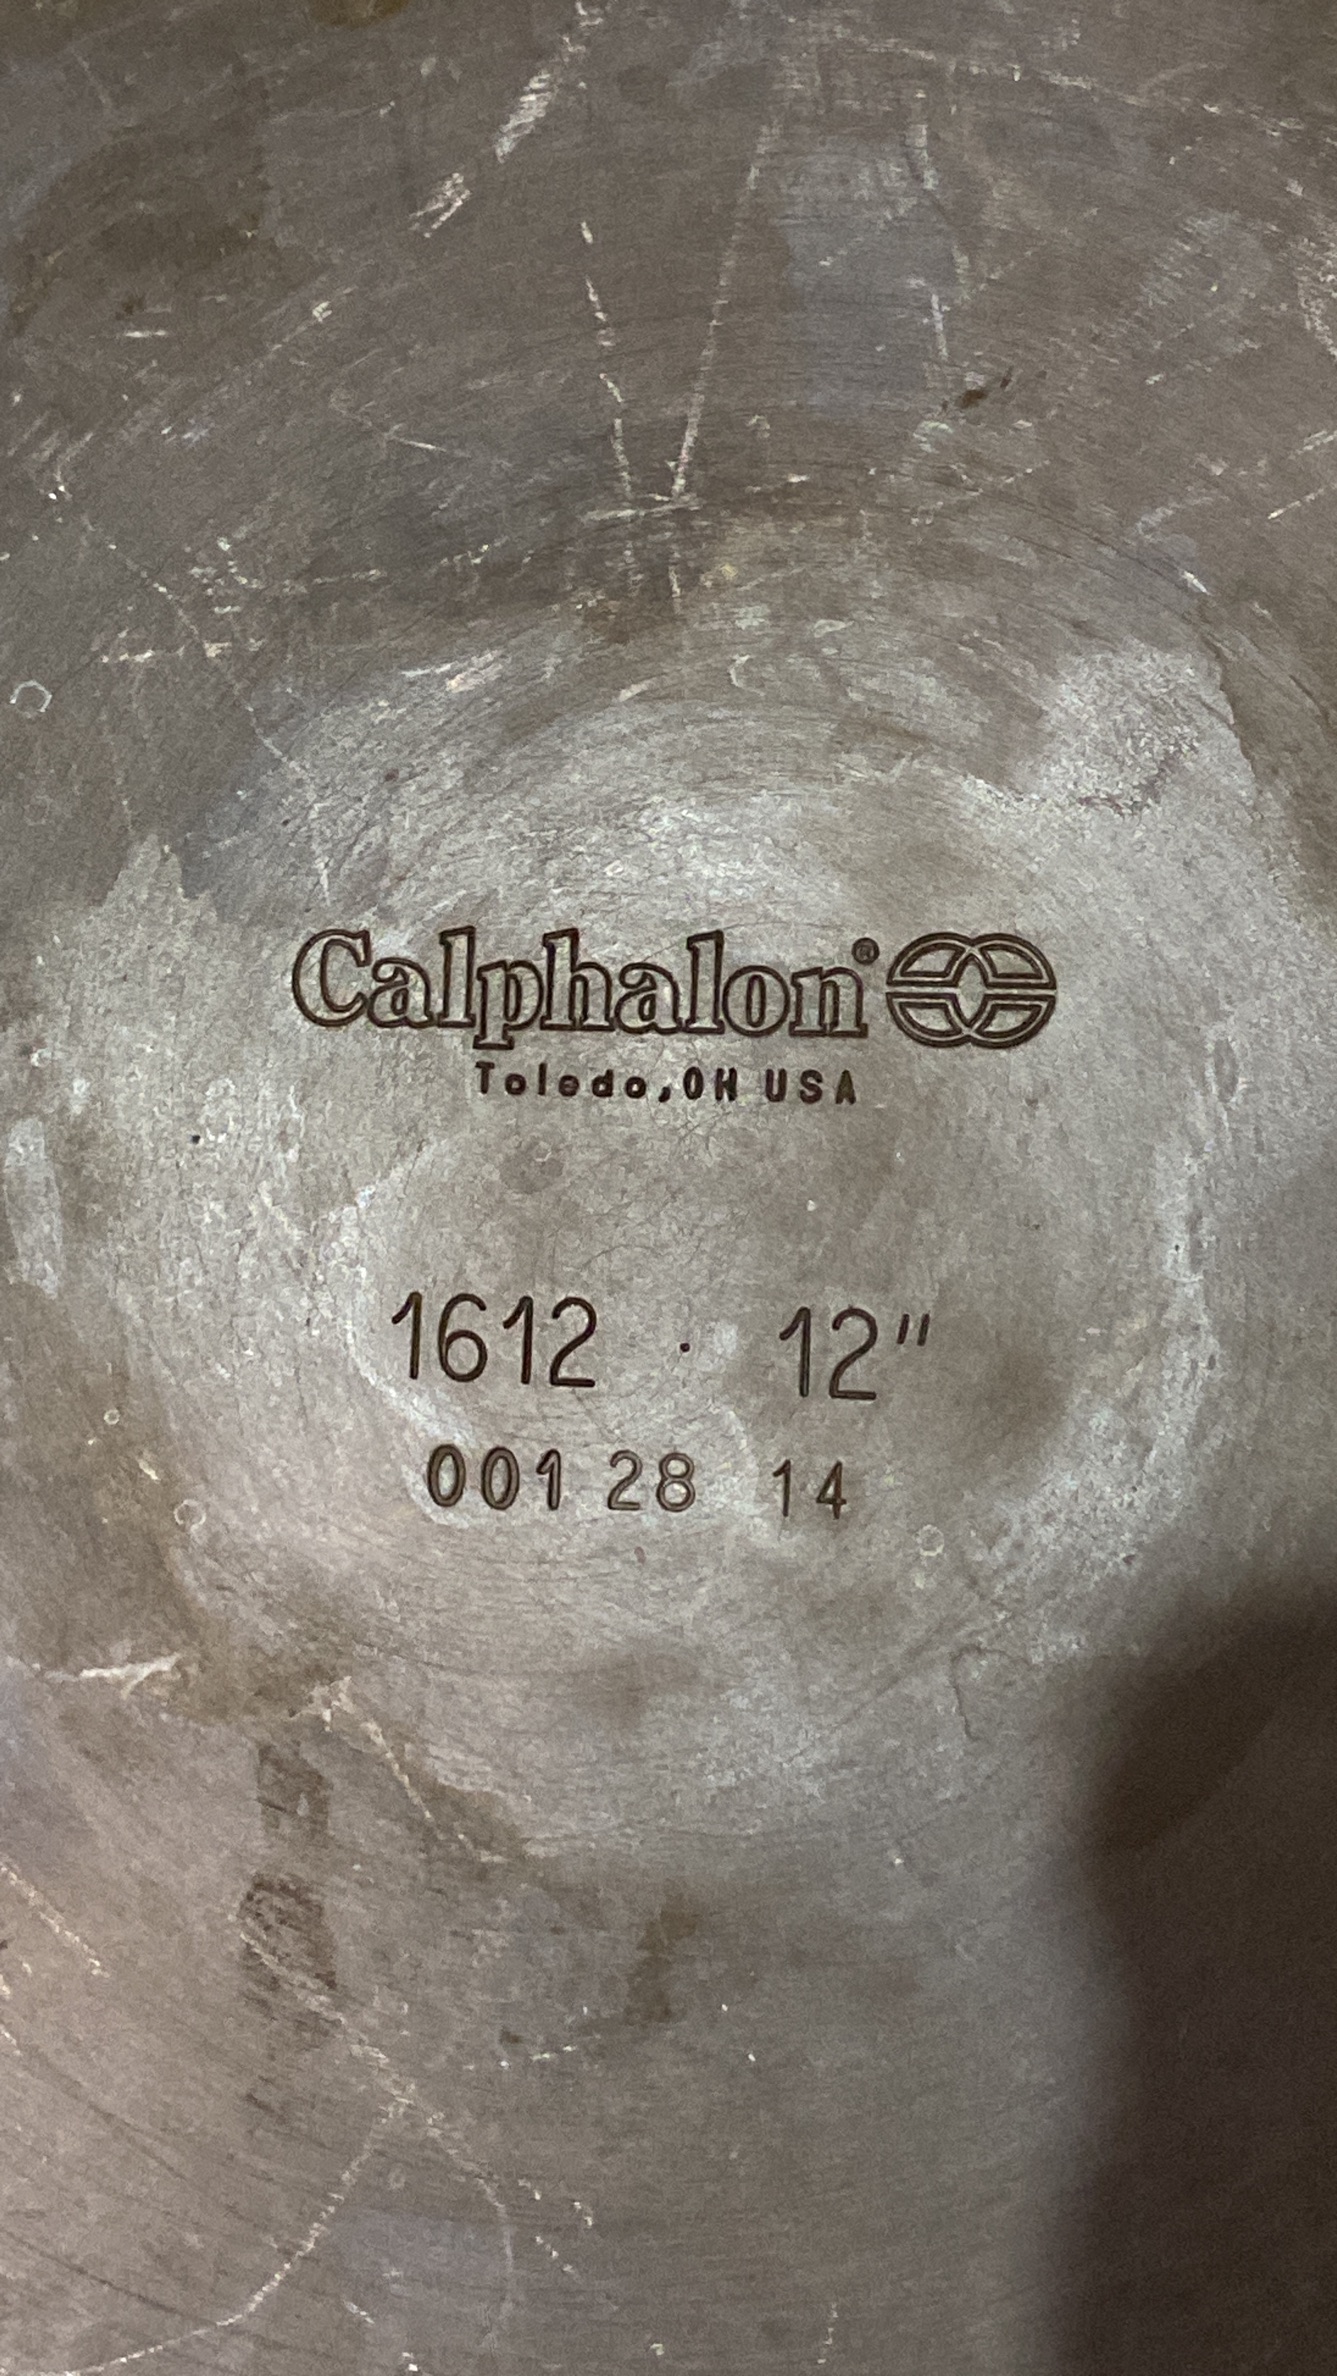 Calphalon®
Toledo, OH USA
1612 · 12"
001 28 14